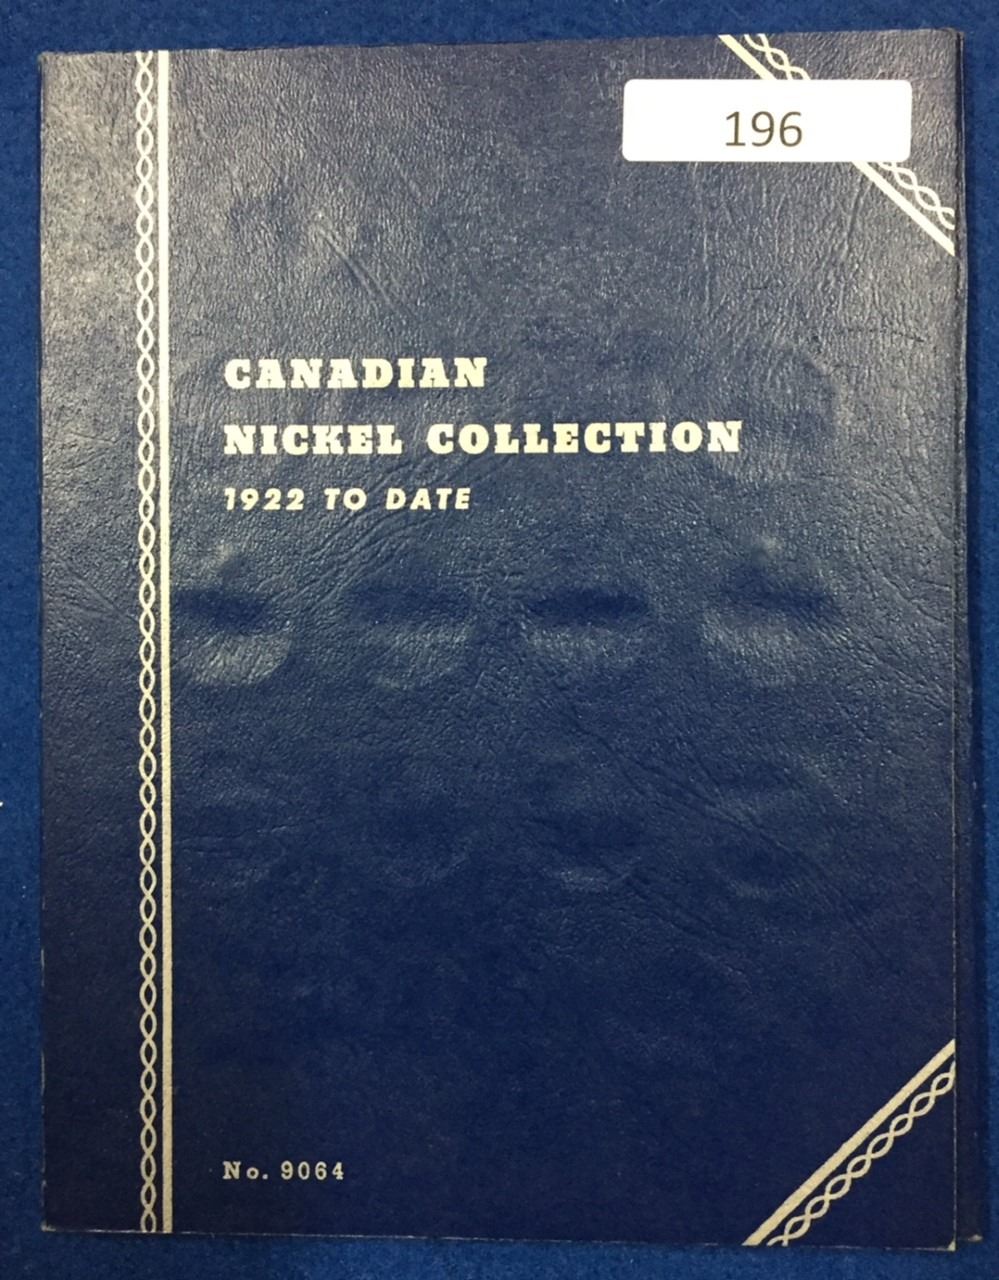 196
CANADIAN
NICKEL COLLECTION
1922 TO DATE
No. 9064